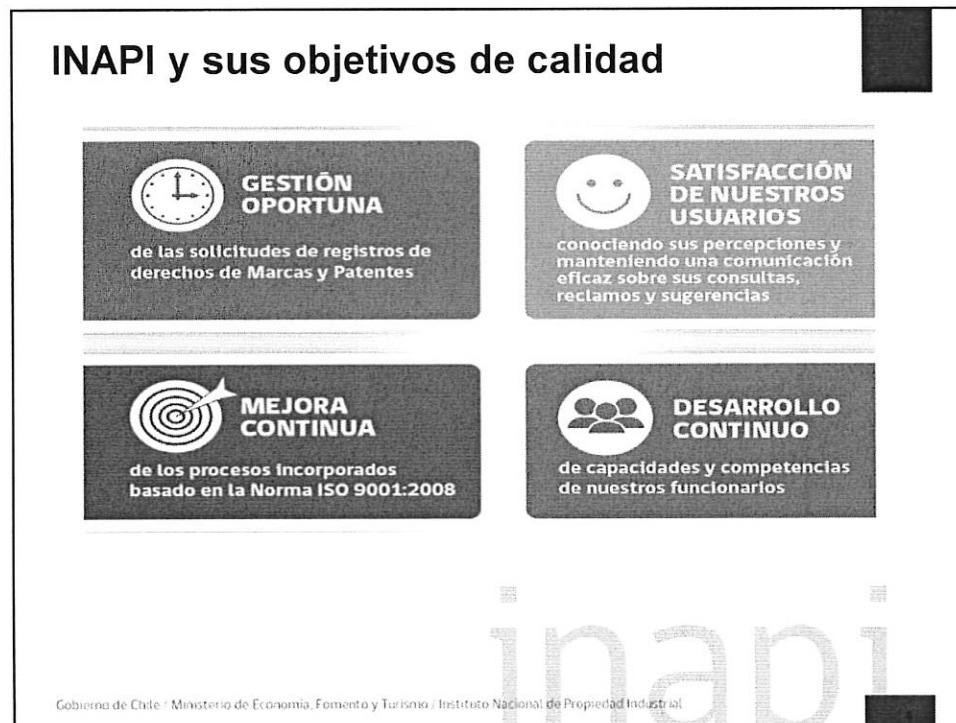 INAPI y sus objetivos de calidad
GESTIÓN
OPORTUNA
de las solicitudes de registros de
derechos de Marcas y Patentes
SATISFACCIÓN
DE NUESTROS
USUARIOS
conociendo sus percepciones y
manteniendo una comunicación
eficaz sobre sus consultas,
reclamos y sugerencias
MEJORA
CONTINUA
de los procesos incorporados
basado en la Norma ISO 9001:2008
DESARROLLO
CONTINUO
de capacidades y competencias
de nuestros funcionarios
inapi
Gobierno de Chile / Ministerio de Economía, Fomento y Turismo / Instituto Nacional de Propiedad Industrial